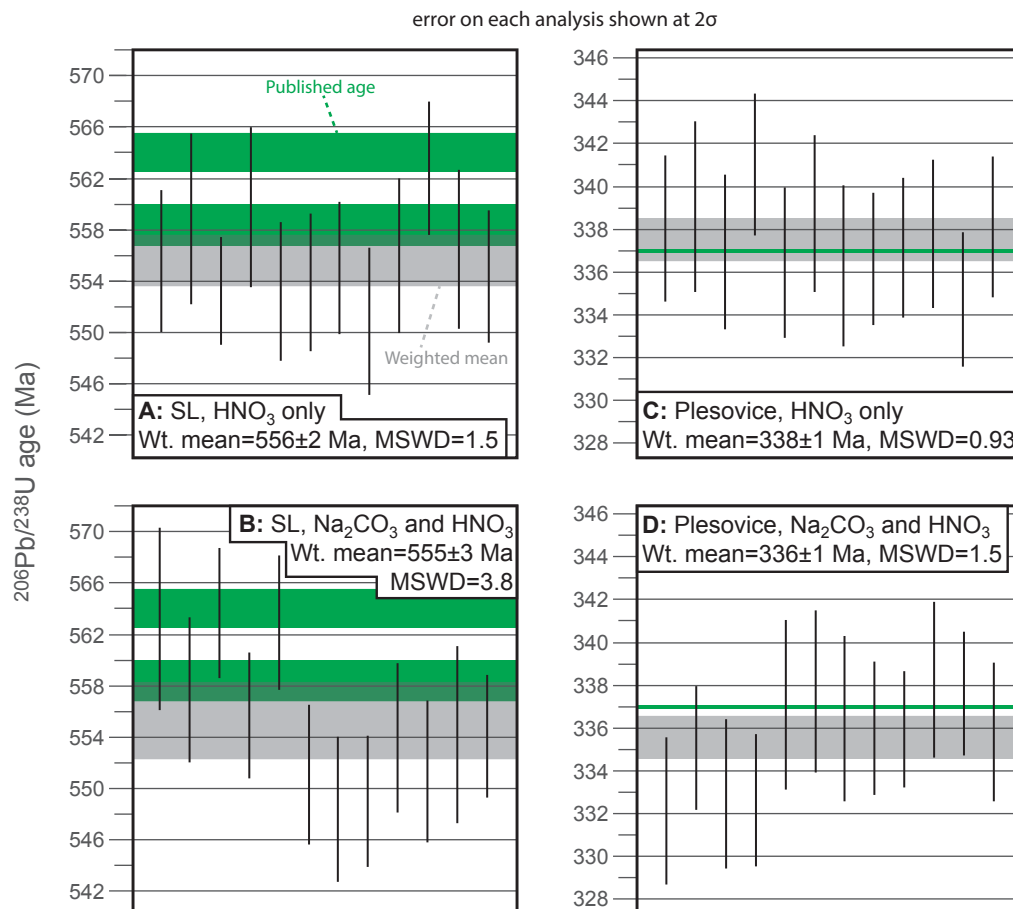 error on each analysis shown at 2σ
206Pb/238U age (Ma)
570
566
562
558
554
550
546
542
Published age
Weighted mean
A: SL, HNO3 only
Wt. mean=556±2 Ma, MSWD=1.5
346
344
342
340
338
336
334
332
330
328
C: Plesovice, HNO3 only
Wt. mean=338±1 Ma, MSWD=0.93
570
566
562
558
554
550
546
542
B: SL, Na2CO3 and HNO3
Wt. mean=555±3 Ma
MSWD=3.8
346
344
342
340
338
336
334
332
330
328
D: Plesovice, Na2CO3 and HNO3
Wt. mean=336±1 Ma, MSWD=1.5